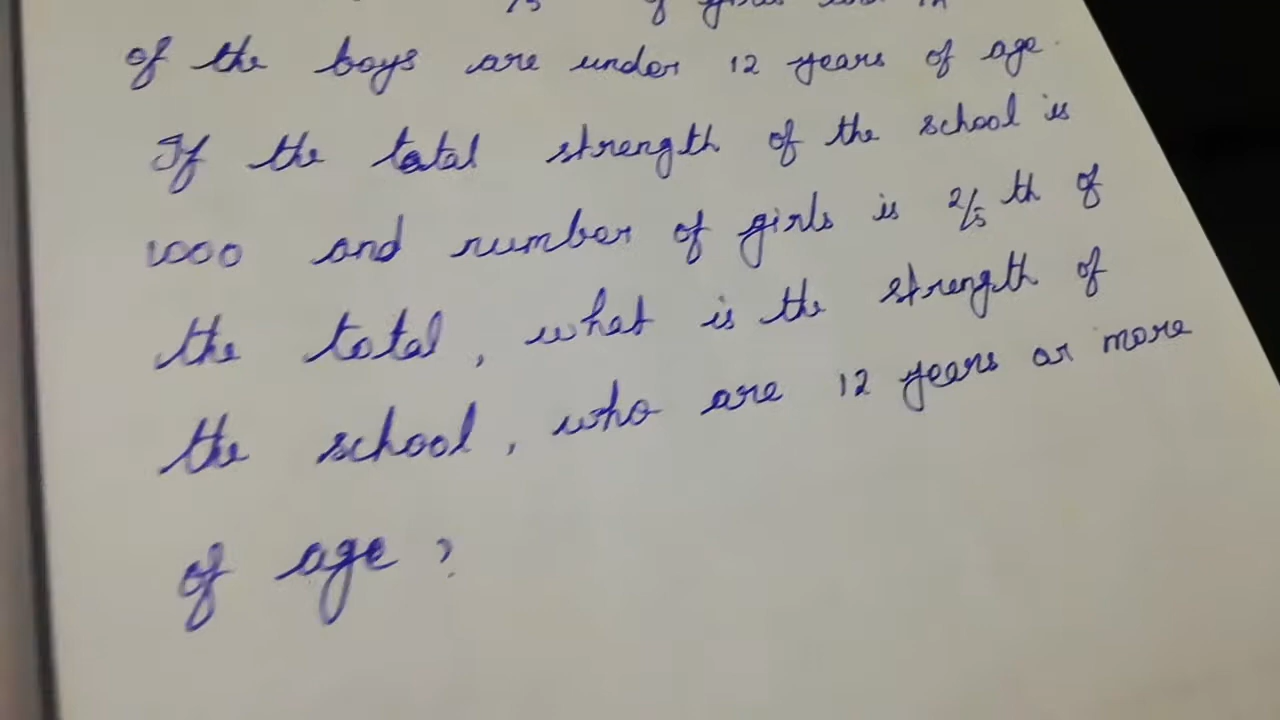 of girls
of the boys are under 12 years of age.
If the total strength of the school is
1000 and number of girls is 2/5 th of
the total, what is the strength of
the school, who are 12 years or more
of age?